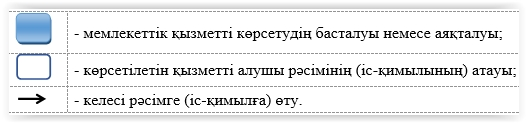 - мемлекеттік қызметті көрсетудің басталуы немесе аяқталуы;
- көрсетілетін қызметті алушы рәсімінің (іс-қимылының) атауы;
- келесі рәсімге (іс-қимылға) өту.